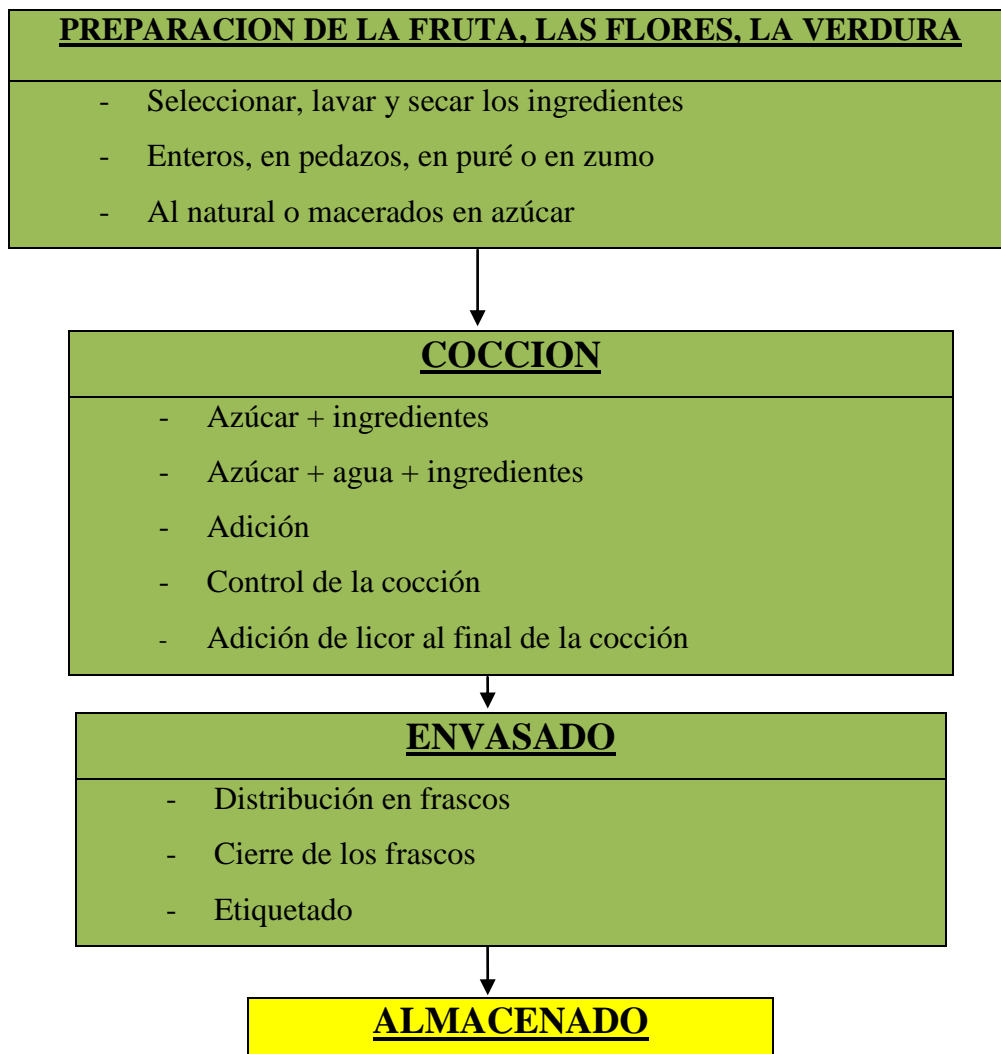 PREPARACION DE LA FRUTA, LAS FLORES, LA VERDURA
- Seleccionar, lavar y secar los ingredientes
- Enteros, en pedazos, en puré o en zumo
- Al natural o macerados en azúcar
COCCION
- Azúcar + ingredientes
- Azúcar + agua + ingredientes
- Adición
- Control de la cocción
- Adición de licor al final de la cocción
ENVASADO
- Distribución en frascos
- Cierre de los frascos
- Etiquetado
ALMACENADO